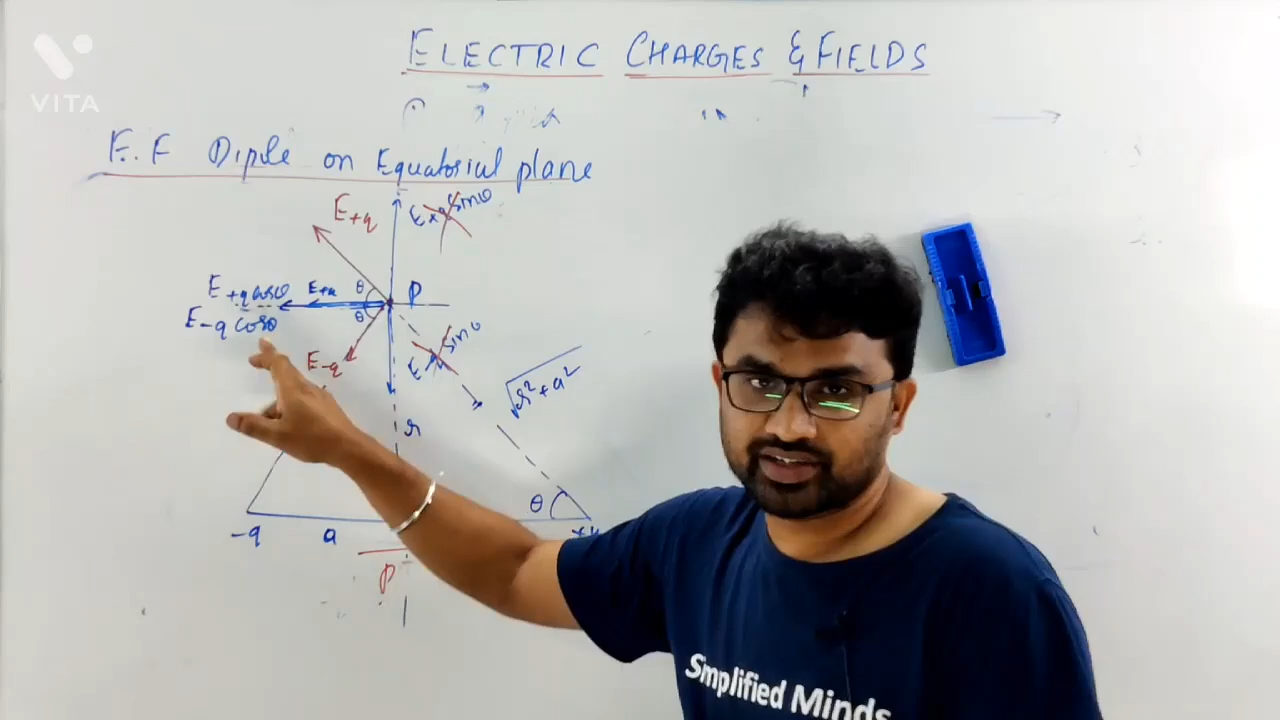 VITA
ELECTRIC CHARGES & FIELDS
E.F Diple on Equatorial plane
E+q
E+q sinθ
E+q cosθ
E+q
θ
P
E-q cosθ
θ
E-q
E-q sinθ
√r²+a²
r
θ
-q
a
P
Simplified Minds